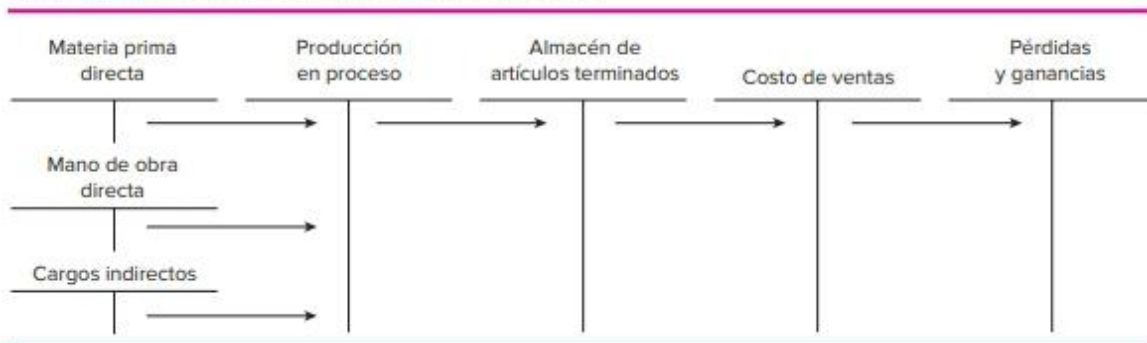 Materia prima
directa
Producción
en proceso
Almacén de
artículos terminados
Costo de ventas
Pérdidas
y ganancias
Mano de obra
directa
Cargos indirectos